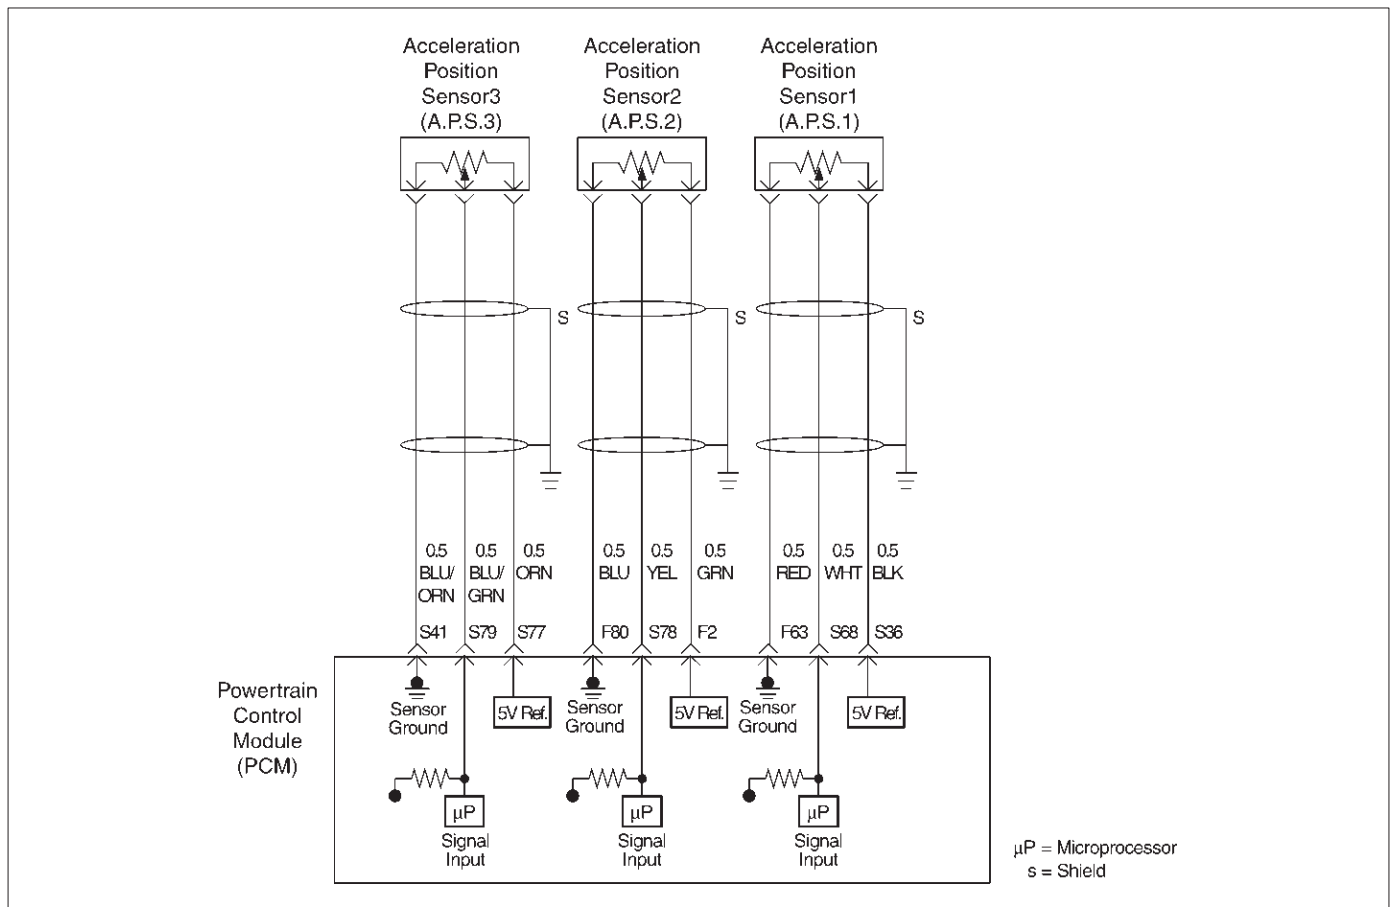 Acceleration
Position
Sensor3
(A.P.S.3)
Acceleration
Position
Sensor2
(A.P.S.2)
Acceleration
Position
Sensor1
(A.P.S.1)
S
S
S
0.5
BLU/
ORN
0.5
BLU/
GRN
0.5
ORN
0.5
BLU
0.5
YEL
0.5
GRN
0.5
RED
0.5
WHT
0.5
BLK
S41
S79
S77
F80
S78
F2
F63
S68
S36
Powertrain
Control
Module
(PCM)
Sensor
Ground
5V Ref.
Sensor
Ground
5V Ref.
Sensor
Ground
5V Ref.
μP
Signal
Input
μP
Signal
Input
μP
Signal
Input
μP = Microprocessor
s = Shield